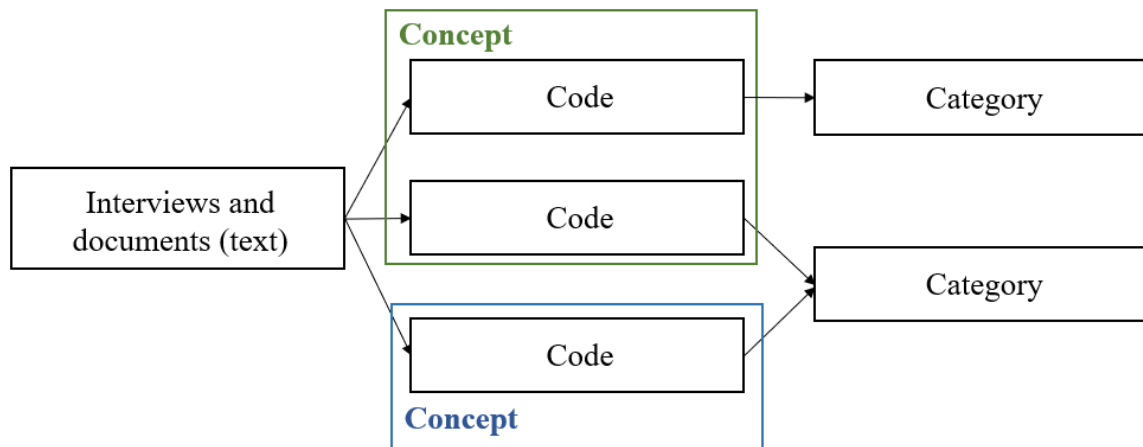 Concept
Code
Category
Interviews and
documents (text)
Code
Category
Code
Concept